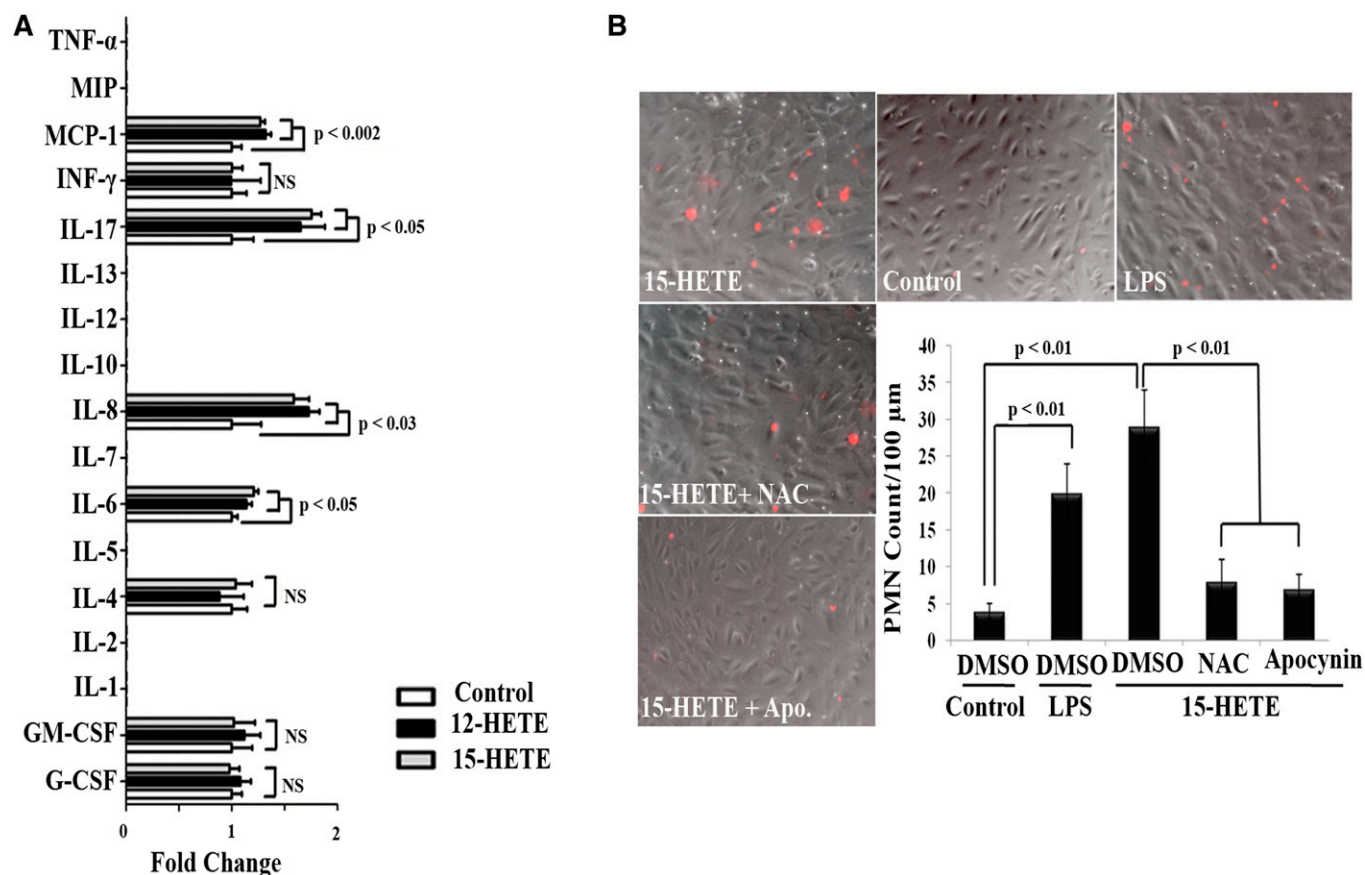 A
TNF-α
MIP
MCP-1
p < 0.002
INF-γ
NS
IL-17
p < 0.05
IL-13
IL-12
IL-10
IL-8
p < 0.03
IL-7
IL-6
p < 0.05
IL-5
IL-4
NS
IL-2
IL-1
GM-CSF
NS
G-CSF
NS
0 1 2
Fold Change
Control
12-HETE
15-HETE
B
15-HETE
Control
LPS
15-HETE+ NAC
15-HETE + Apo.
PMN Count/100 µm
40
35
30
25
20
15
10
5
0
p < 0.01
p < 0.01
p < 0.01
DMSO DMSO DMSO NAC Apocynin
Control LPS 15-HETE